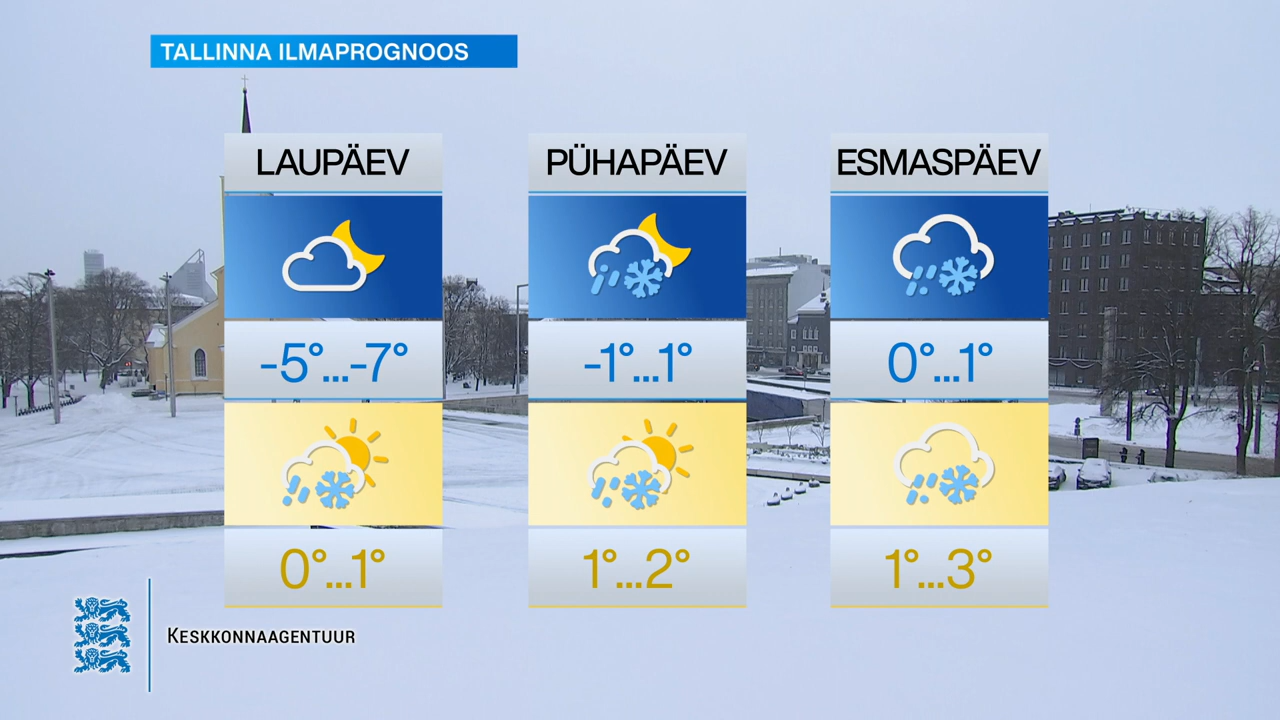 TALLINNA ILMAPROGNOOS
LAUPÄEV
-5°...-7°
0°...1°
PÜHAPÄEV
-1°...1°
1°...2°
ESMASPÄEV
0°...1°
1°...3°
KESKKONNAAGENTUUR